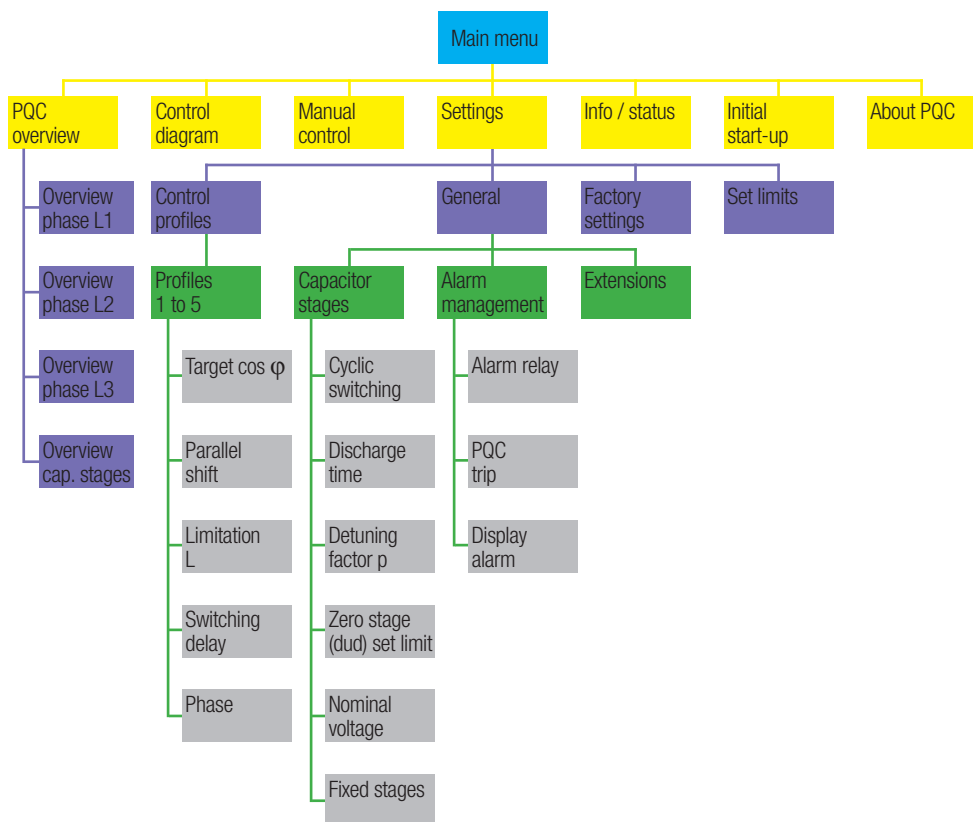 Main menu
PQC
overview
Control
diagram
Manual
control
Settings
Info / status
Initial
start-up
About PQC
Overview
phase L1
Control
profiles
General
Factory
settings
Set limits
Overview
phase L2
Profiles
1 to 5
Capacitor
stages
Alarm
management
Extensions
Overview
phase L3
Target cos φ
Cyclic
switching
Alarm relay
Overview
cap. stages
Parallel
shift
Discharge
time
PQC
trip
Limitation
L
Detuning
factor p
Display
alarm
Switching
delay
Zero stage
(dud) set limit
Phase
Nominal
voltage
Fixed stages